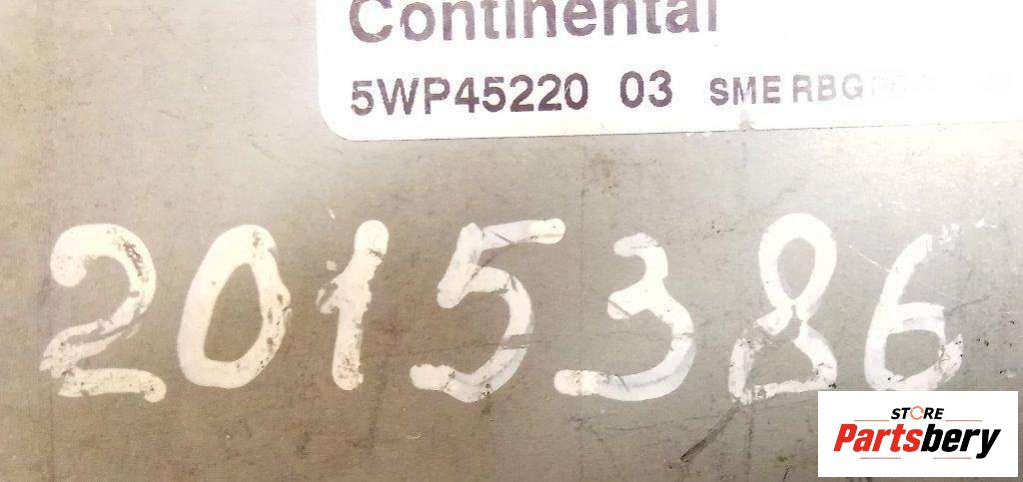 Continental
5WP45220 03 SME RBG
2015386
STORE
Partsbery